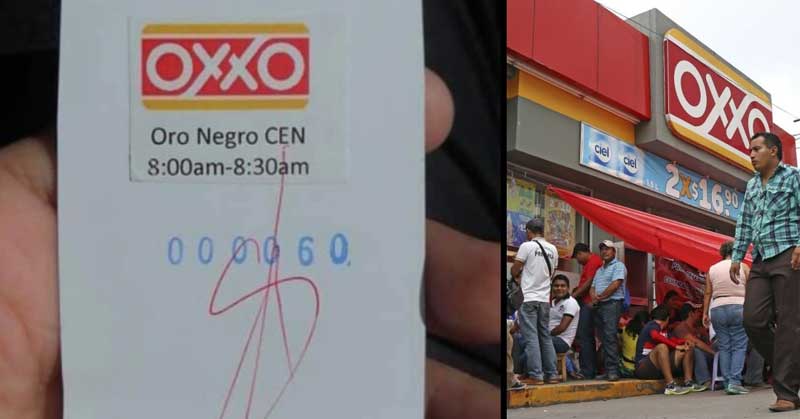 OXXO
Oro Negro CEN
8:00am-8:30am
000060
OXXO
ciel ciel
2x$16.90